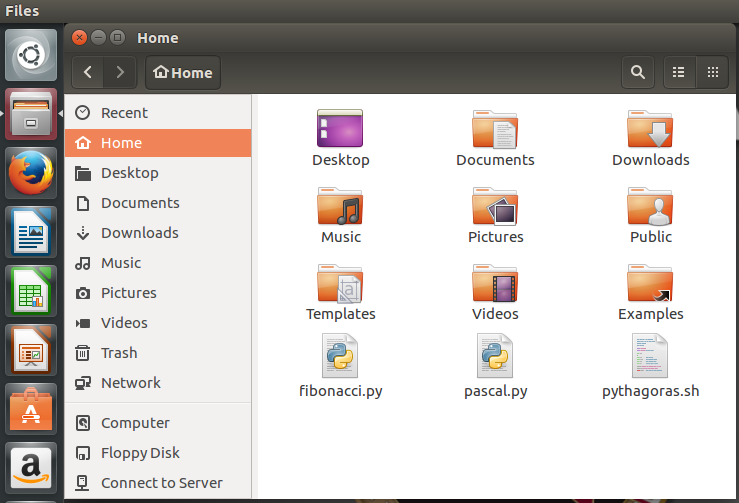 Files
Home
Home
Recent
Home
Desktop
Documents
Downloads
Music
Pictures
Videos
Trash
Network
Computer
Floppy Disk
Connect to Server
Desktop
Documents
Downloads
Music
Pictures
Public
Templates
Videos
Examples
fibonacci.py
pascal.py
pythagoras.sh